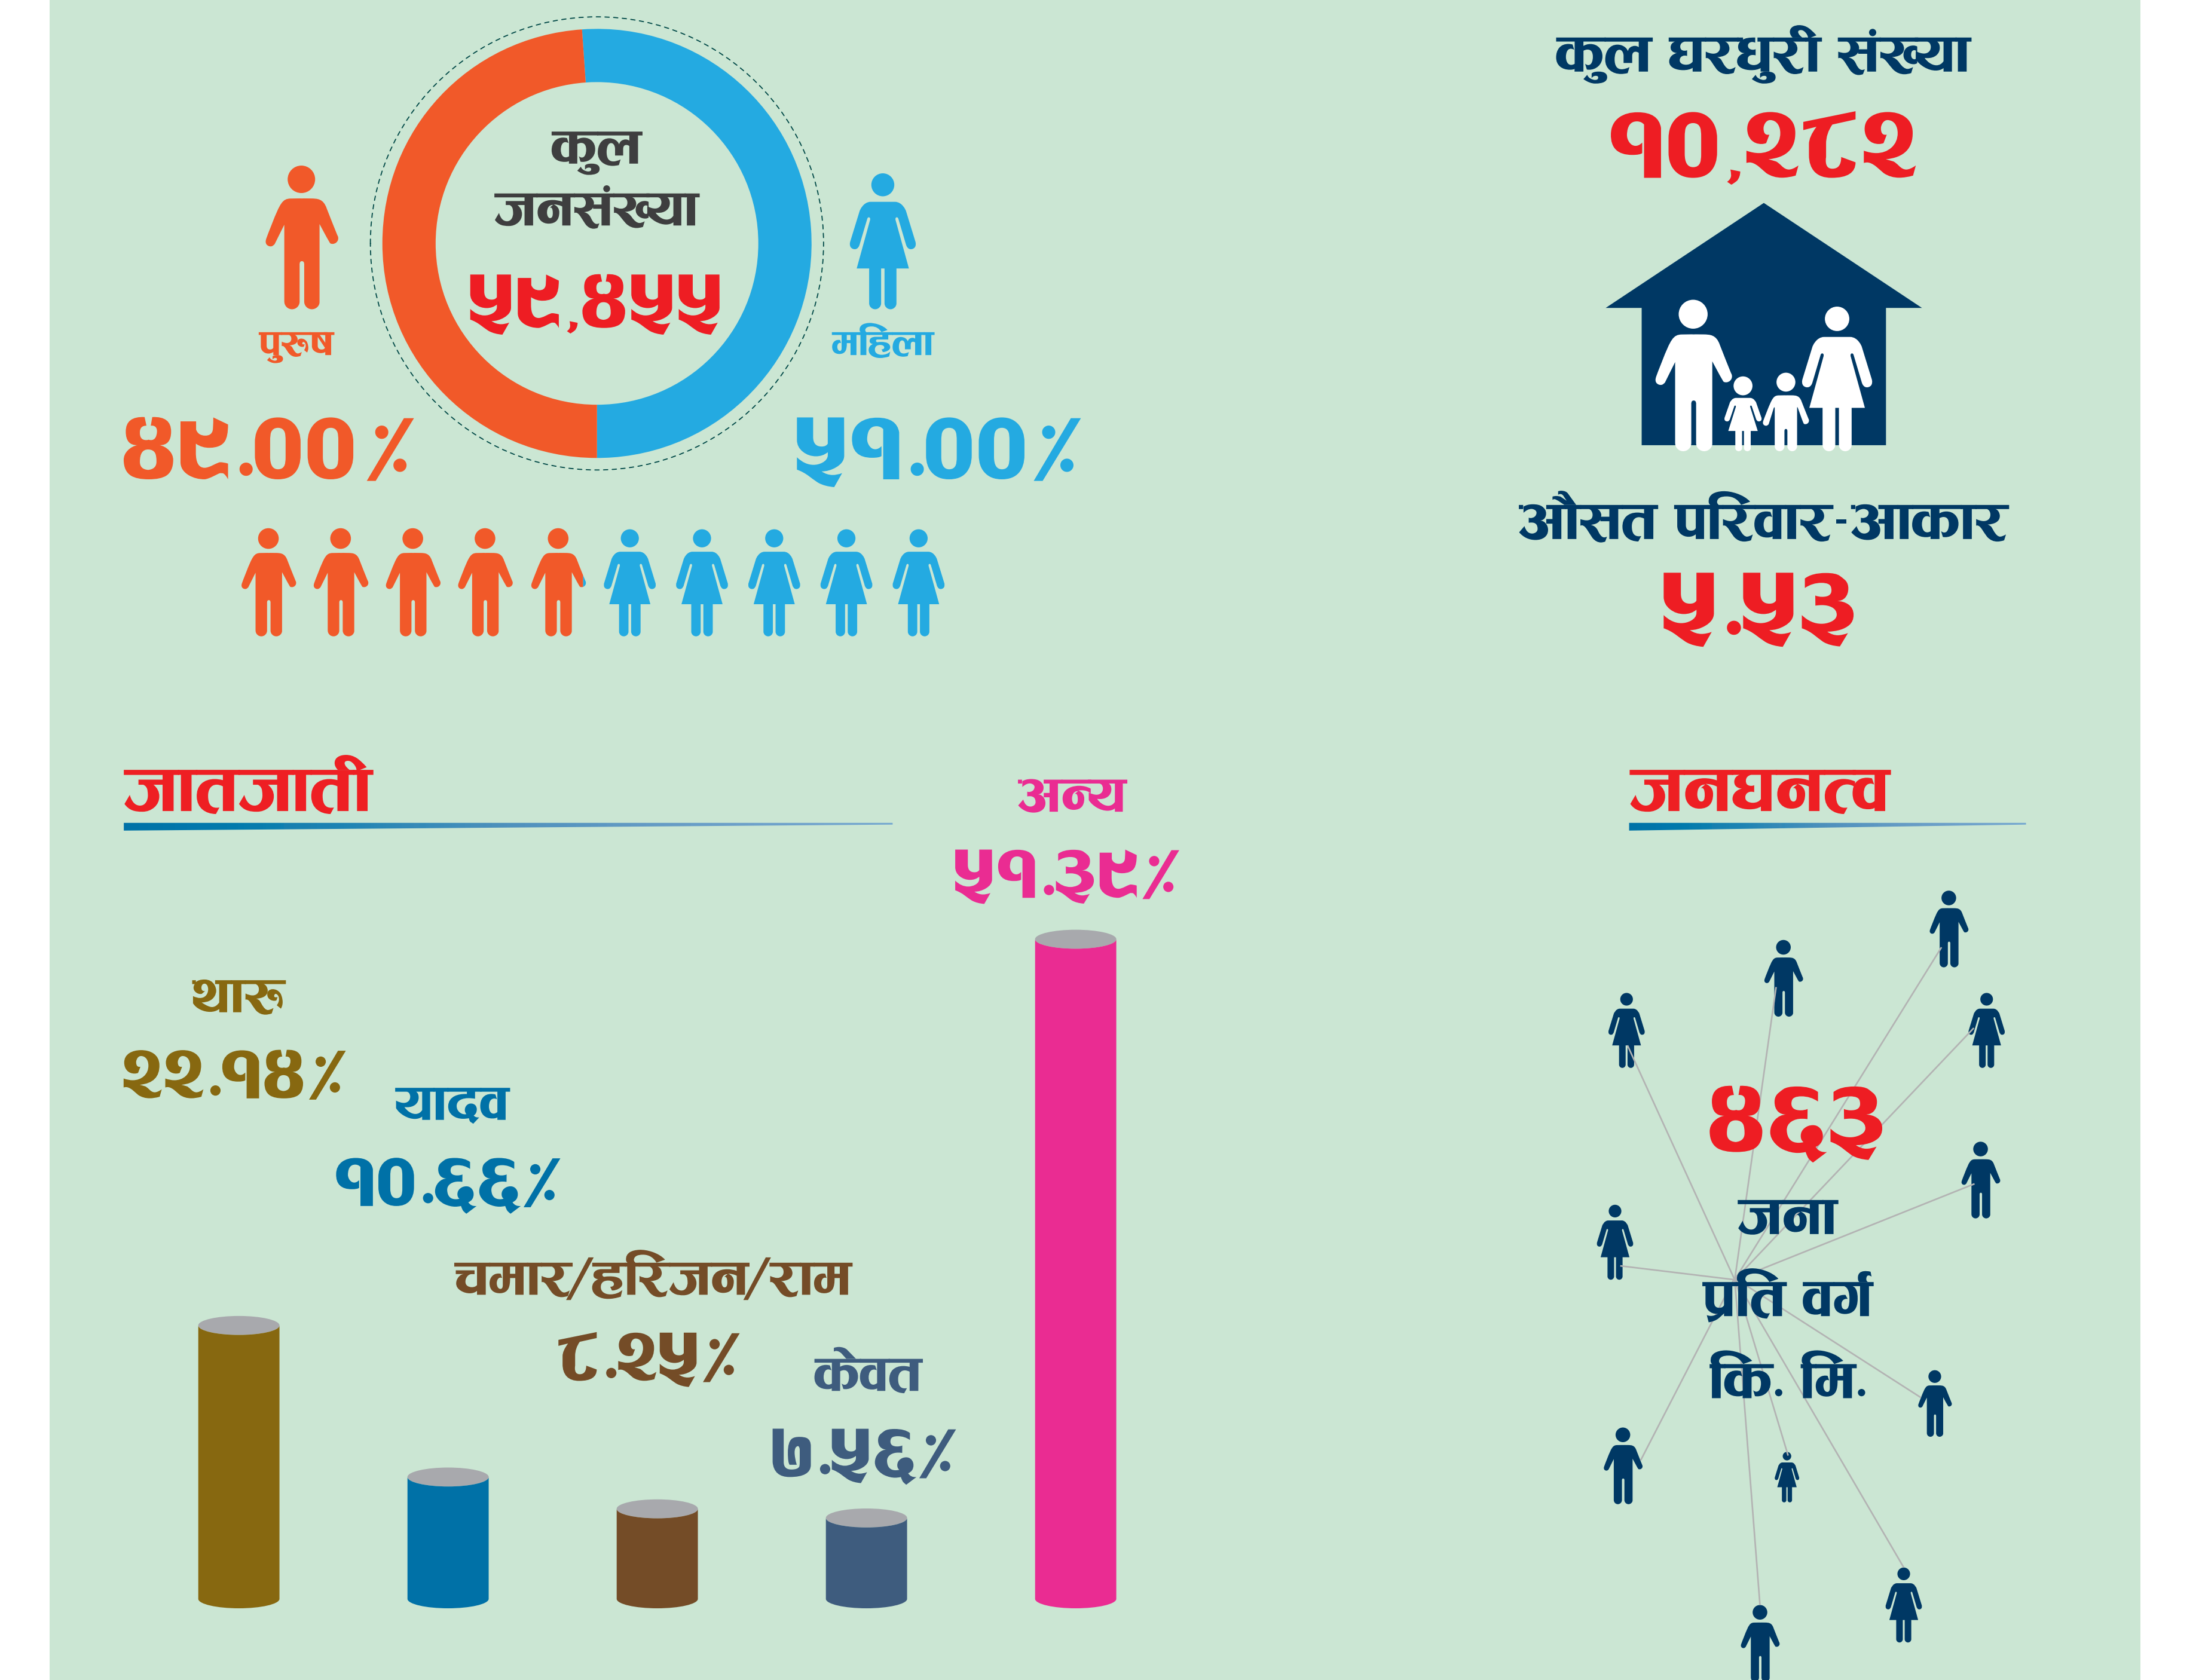 कुल
जनसंख्या
५९,४५५
पुरुष
४९.००%
महिला
५१.००%
कुल घरधुरी संख्या
१०,२८२
औसत परिवार-आकार
५.५३
जातजाती
थारु
२२.१४%
यादव
१०.६६%
चमार/हरिजन/राम
८.२५%
केवत
७.५६%
अन्य
५१.३९%
जनघनत्व
४६३
जना
प्रति वर्ग
कि. मि.